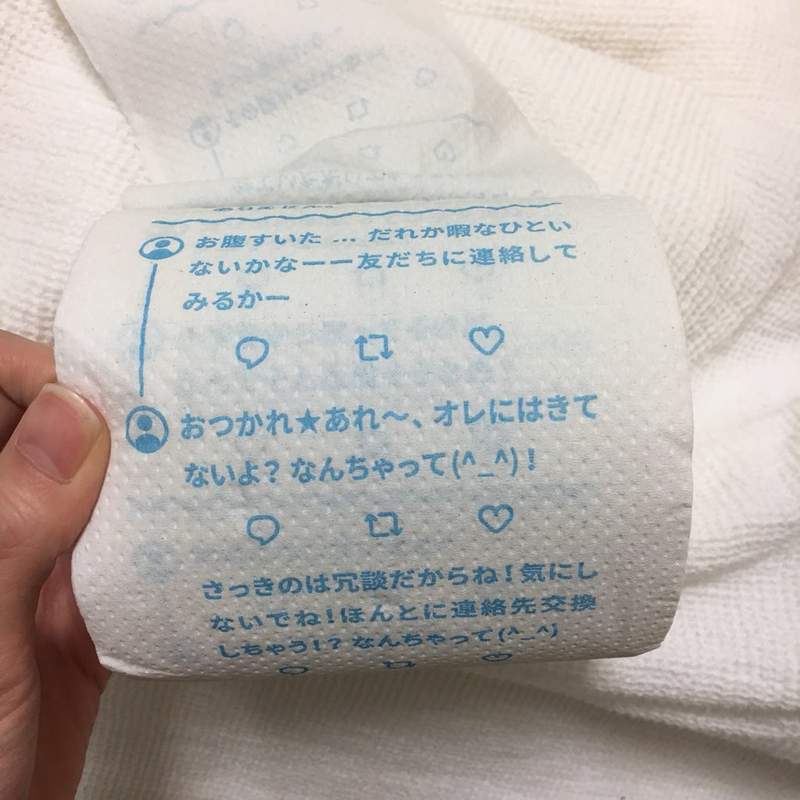 お腹すいた … だれか暇なひとい
ないかなーー友だちに連絡して
みるかー
おつかれ★あれ〜、オレにはきて
ないよ？なんちゃって(^_^)！
さっきのは冗談だからね！気にし
ないでね！ほんとに連絡先交換
しちゃう！？なんちゃって(^_^)